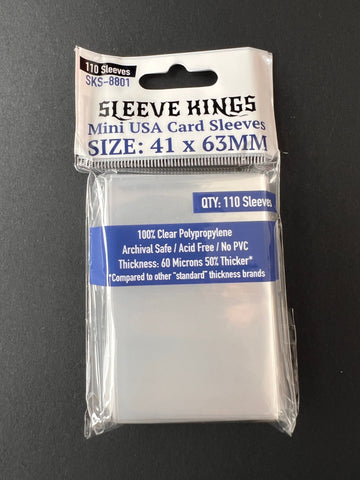 110 Sleeves
SKS-8801
SLEEVE KINGS
Mini USA Card Sleeves
SIZE: 41 x 63MM
QTY: 110 Sleeves
100% Clear Polypropylene
Archival Safe / Acid Free / No PVC
Thickness: 60 Microns 50% Thicker*
*Compared to other "standard" thickness brands